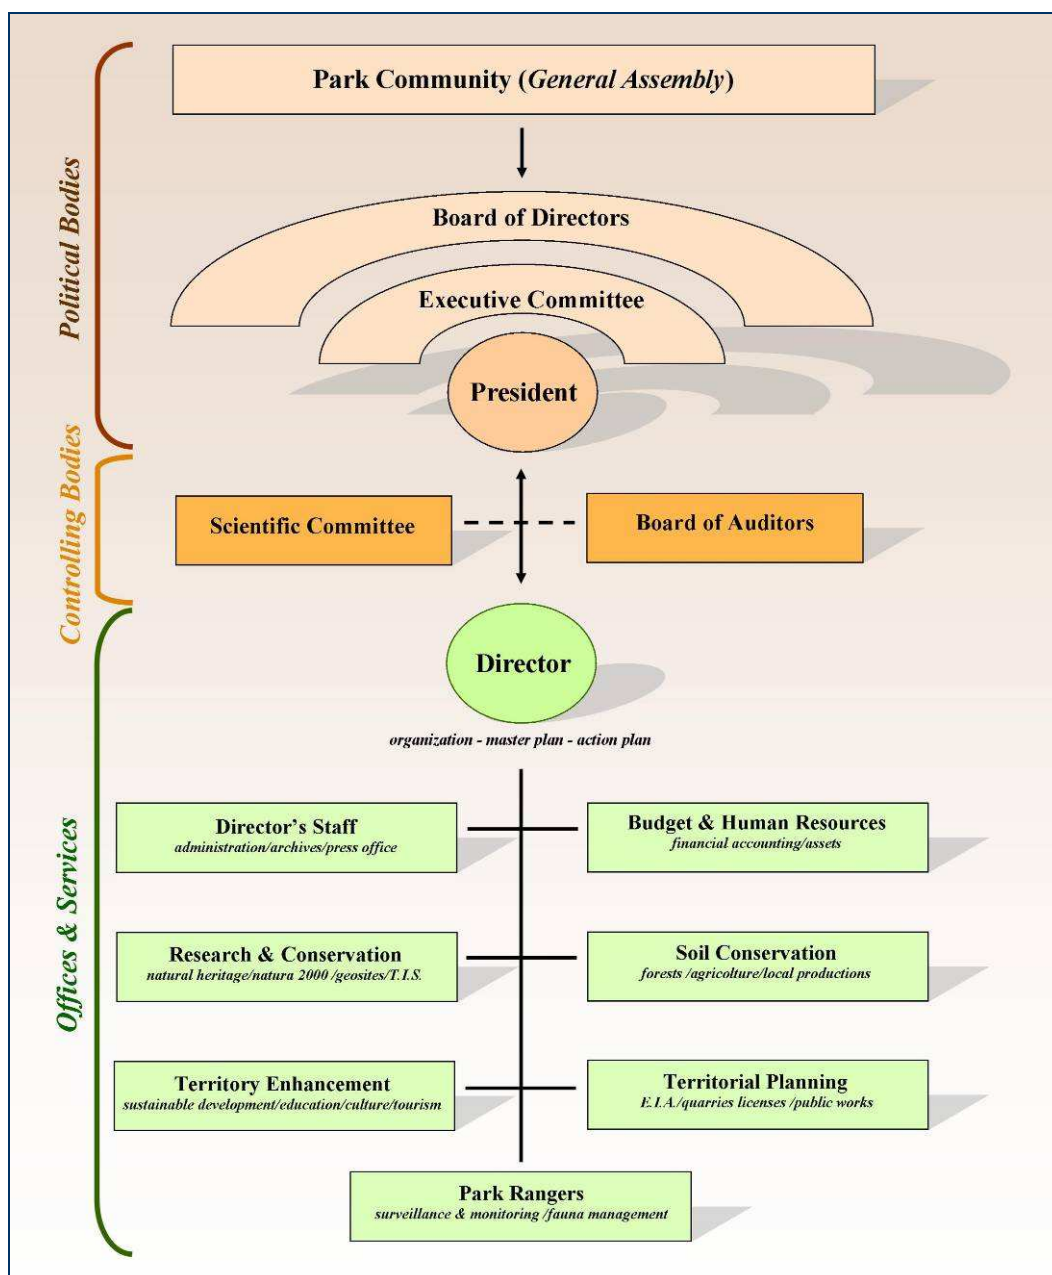 Political Bodies
Park Community (General Assembly)
Board of Directors
Executive Committee
President
Controlling Bodies
Scientific Committee
Board of Auditors
Offices & Services
Director
organization - master plan - action plan
Director's Staff
administration/archives/press office
Budget & Human Resources
financial accounting/assets
Research & Conservation
natural heritage/natura 2000 /geosites/T.I.S.
Soil Conservation
forests /agricolture/local productions
Territory Enhancement
sustainable development/education/culture/tourism
Territorial Planning
E.I.A./quarries licenses /public works
Park Rangers
surveillance & monitoring /fauna management